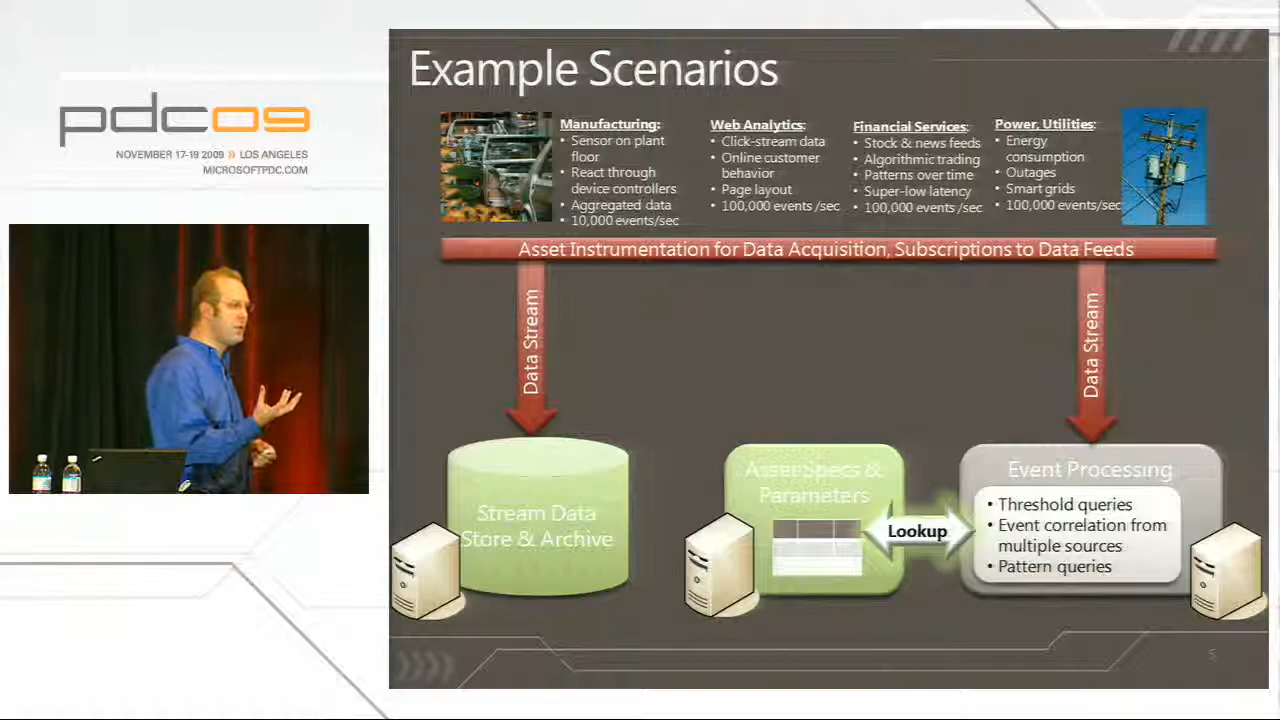 pdc09
NOVEMBER 17-19 2009 » LOS ANGELES
MICROSOFTPDC.COM
Example Scenarios
Manufacturing:
• Sensor on plant
floor
• React through
device controllers
• Aggregated data
• 10,000 events/sec
Web Analytics:
• Click-stream data
• Online customer
behavior
• Page layout
• 100,000 events /sec
Financial Services:
• Stock & news feeds
• Algorithmic trading
• Patterns over time
• Super-low latency
• 100,000 events /sec
Power, Utilities:
• Energy
consumption
• Outages
• Smart grids
• 100,000 events/sec
Asset Instrumentation for Data Acquisition, Subscriptions to Data Feeds
Data Stream
Data Stream
Stream Data
Store & Archive
Asset Specs &
Parameters
Lookup
Event Processing
• Threshold queries
• Event correlation from
multiple sources
• Pattern queries
5